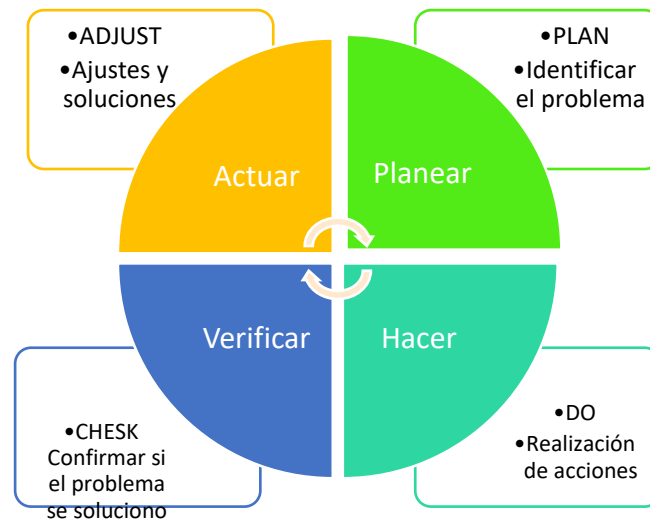 •ADJUST
•Ajustes y
soluciones
•PLAN
•Identificar
el problema
Actuar
Planear
Verificar
Hacer
•CHESK
Confirmar si
el problema
se soluciono
•DO
•Realización
de acciones